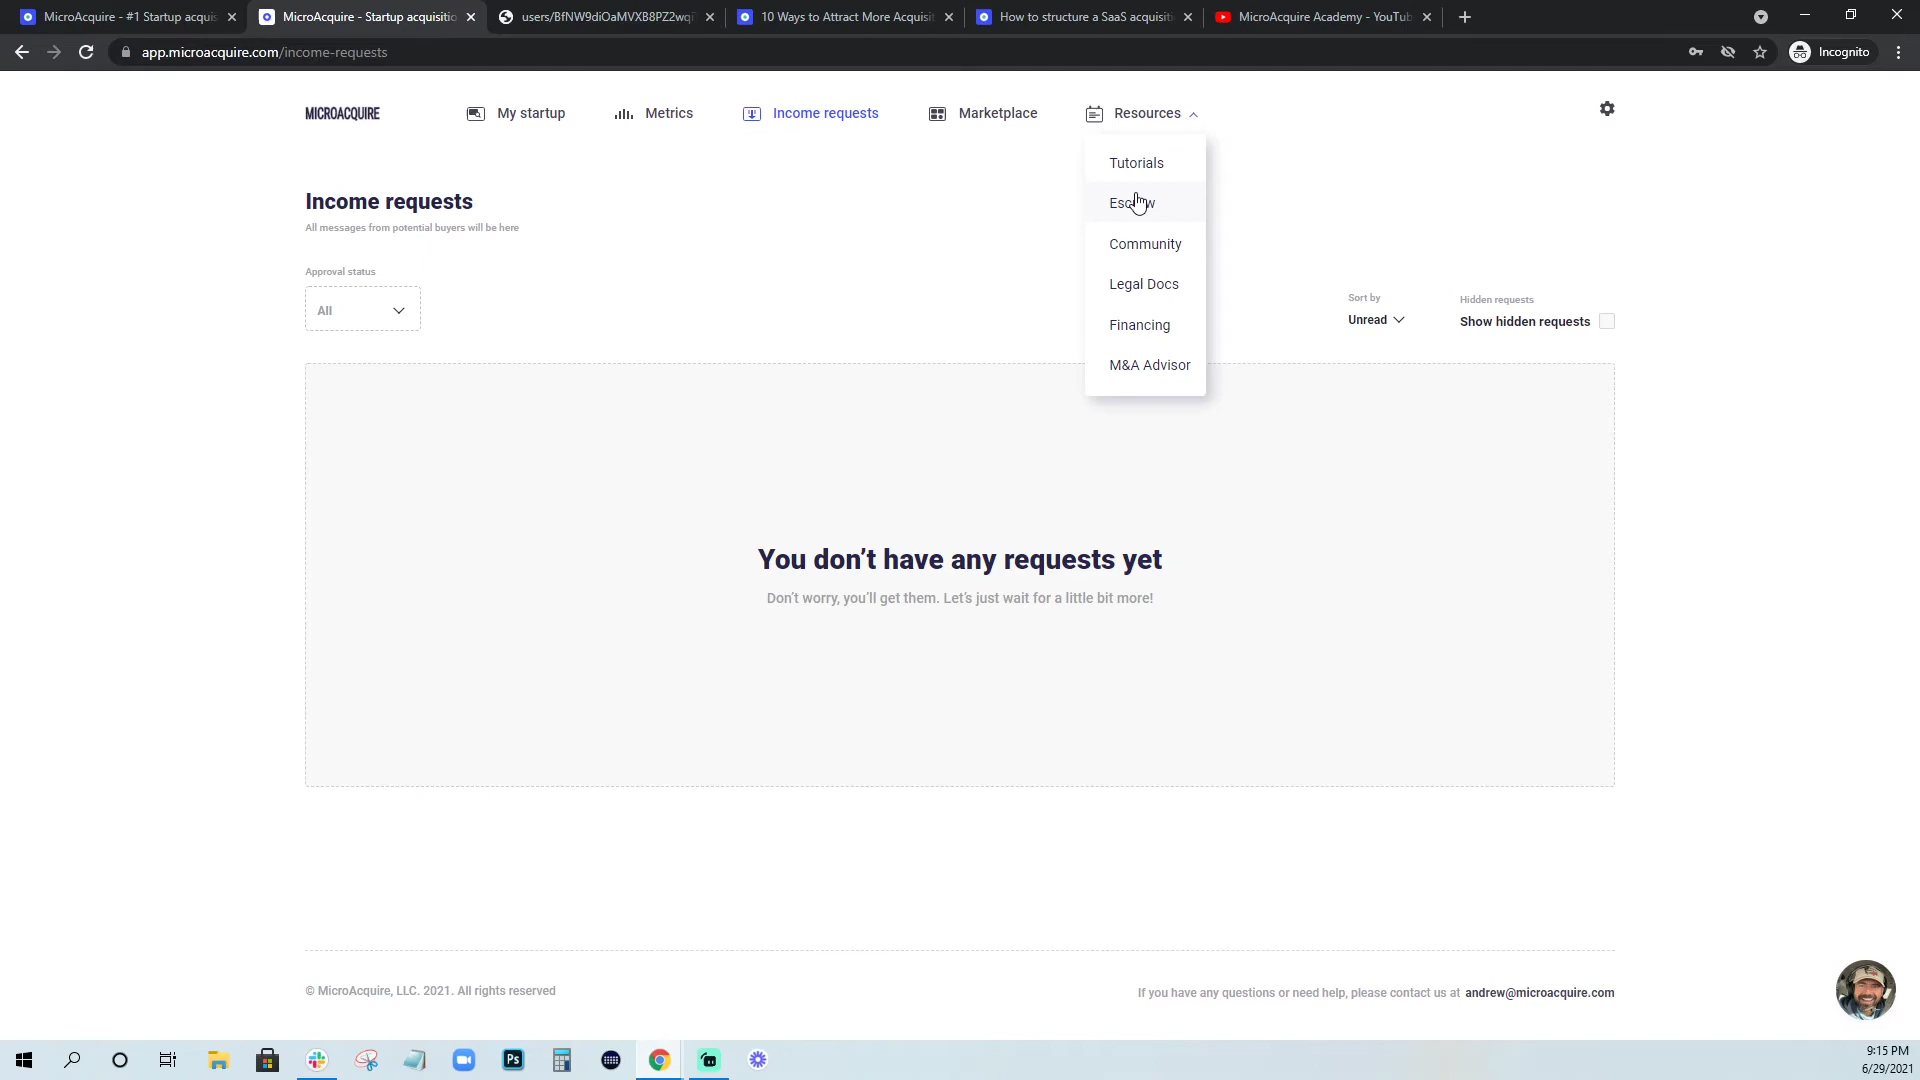 MicroAcquire - #1 Startup acquis
MicroAcquire - Startup acquisitio
users/BfNW9diOaMVXB8PZ2wqi
10 Ways to Attract More Acquisit
How to structure a SaaS acquisiti
MicroAcquire Academy - YouTub
app.microacquire.com/income-requests
Incognito
MICROACQUIRE
My startup
Metrics
Income requests
Marketplace
Resources
Tutorials
Escrow
Community
Legal Docs
Financing
M&A Advisor
Income requests
All messages from potential buyers will be here
Approval status
All
Sort by
Unread
Hidden requests
Show hidden requests
You don’t have any requests yet
Don’t worry, you’ll get them. Let’s just wait for a little bit more!
© MicroAcquire, LLC. 2021. All rights reserved
If you have any questions or need help, please contact us at andrew@microacquire.com
Ps
9:15 PM
6/29/2021